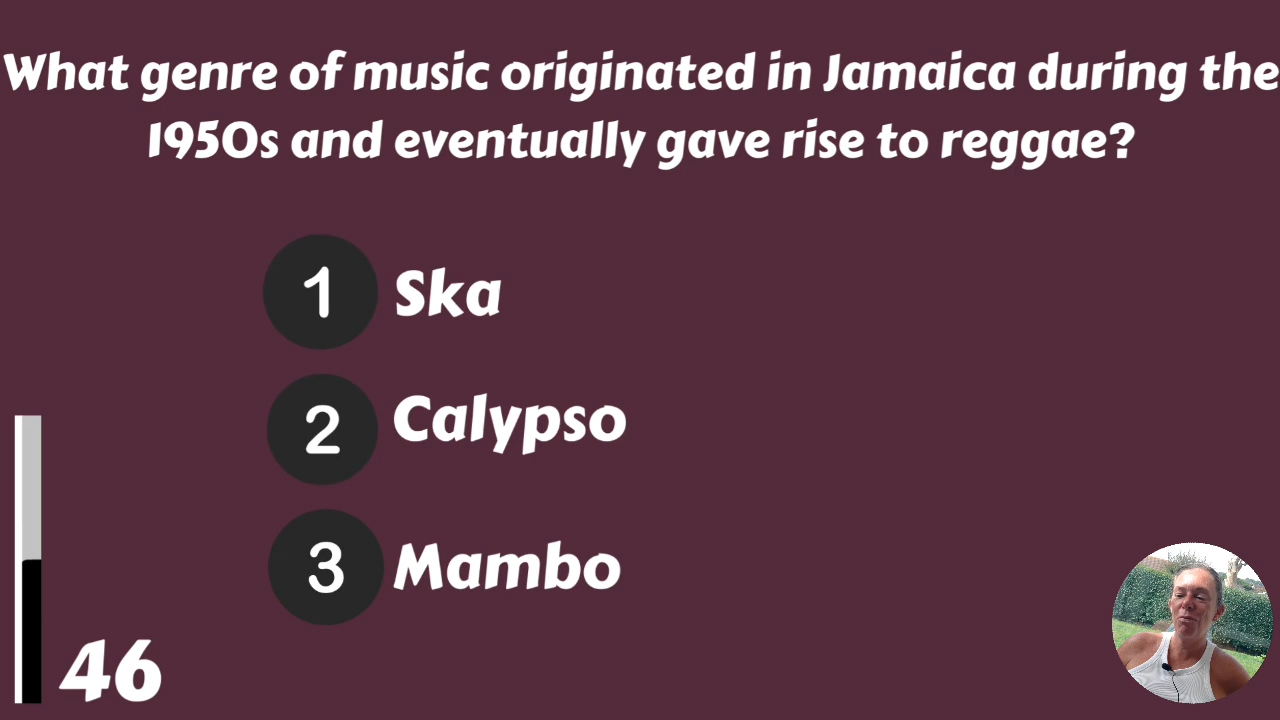 What genre of music originated in Jamaica during the
1950s and eventually gave rise to reggae?
1 Ska
2 Calypso
3 Mambo
46